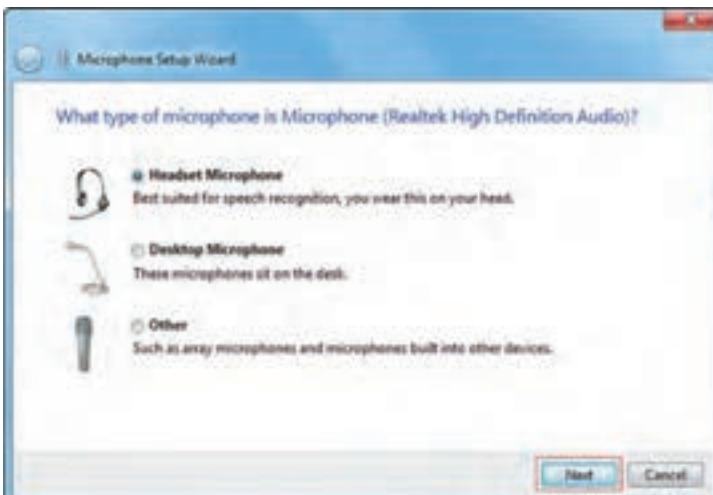 Microphone Setup Wizard
What type of microphone is Microphone (Realtek High Definition Audio)?
Headset Microphone
Best suited for speech recognition, you wear this on your head.
Desktop Microphone
These microphones sit on the desk.
Other
Such as array microphones and microphones built into other devices.
Next Cancel